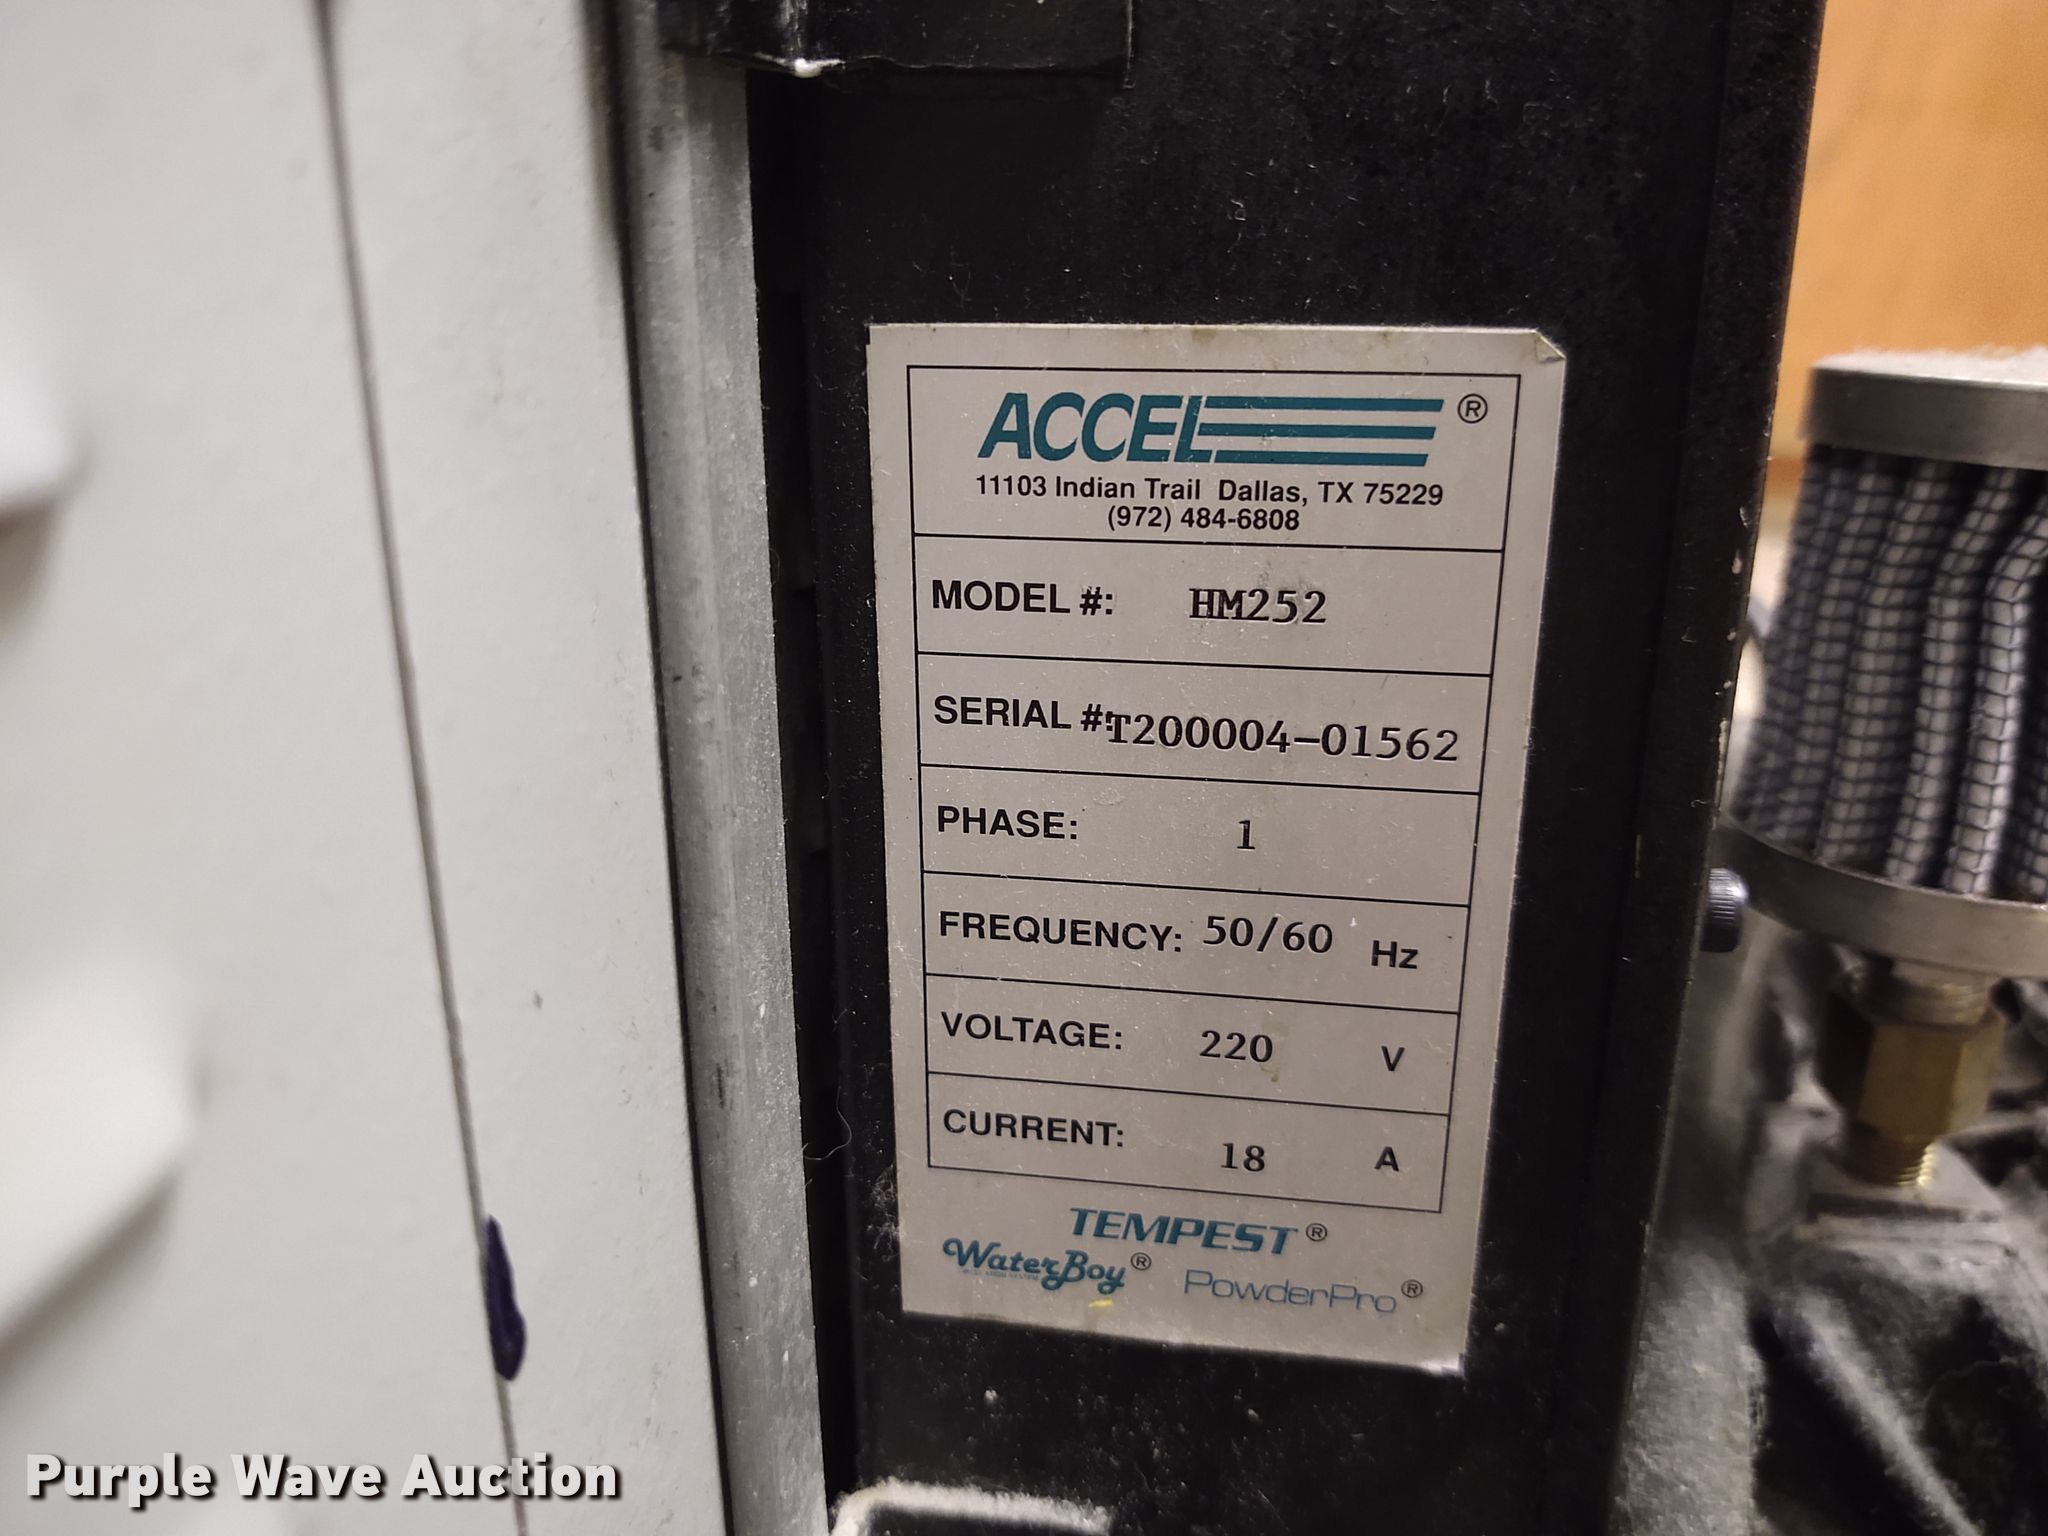 ACCEL®
11103 Indian Trail Dallas, TX 75229
(972) 484-6808
MODEL #: HM252
SERIAL #: T200004-01562
PHASE: 1
FREQUENCY: 50/60 Hz
VOLTAGE: 220 V
CURRENT: 18 A
TEMPEST®
WaterBoy® PowderPro®
Purple Wave Auction